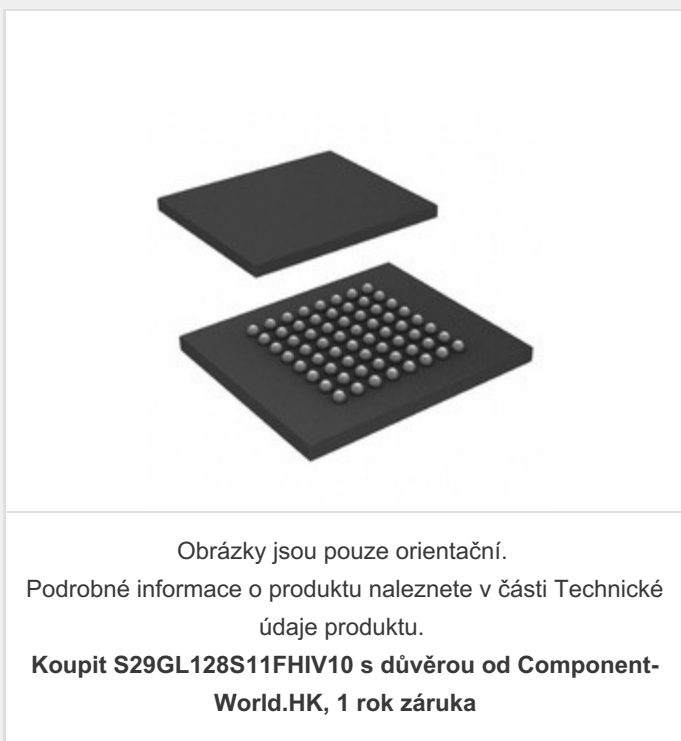 Obrázky jsou pouze orientační.
Podrobné informace o produktu naleznete v části Technické
údaje produktu.
Koupit S29GL128S11FHIV10 s důvěrou od Component-
World.HK, 1 rok záruka